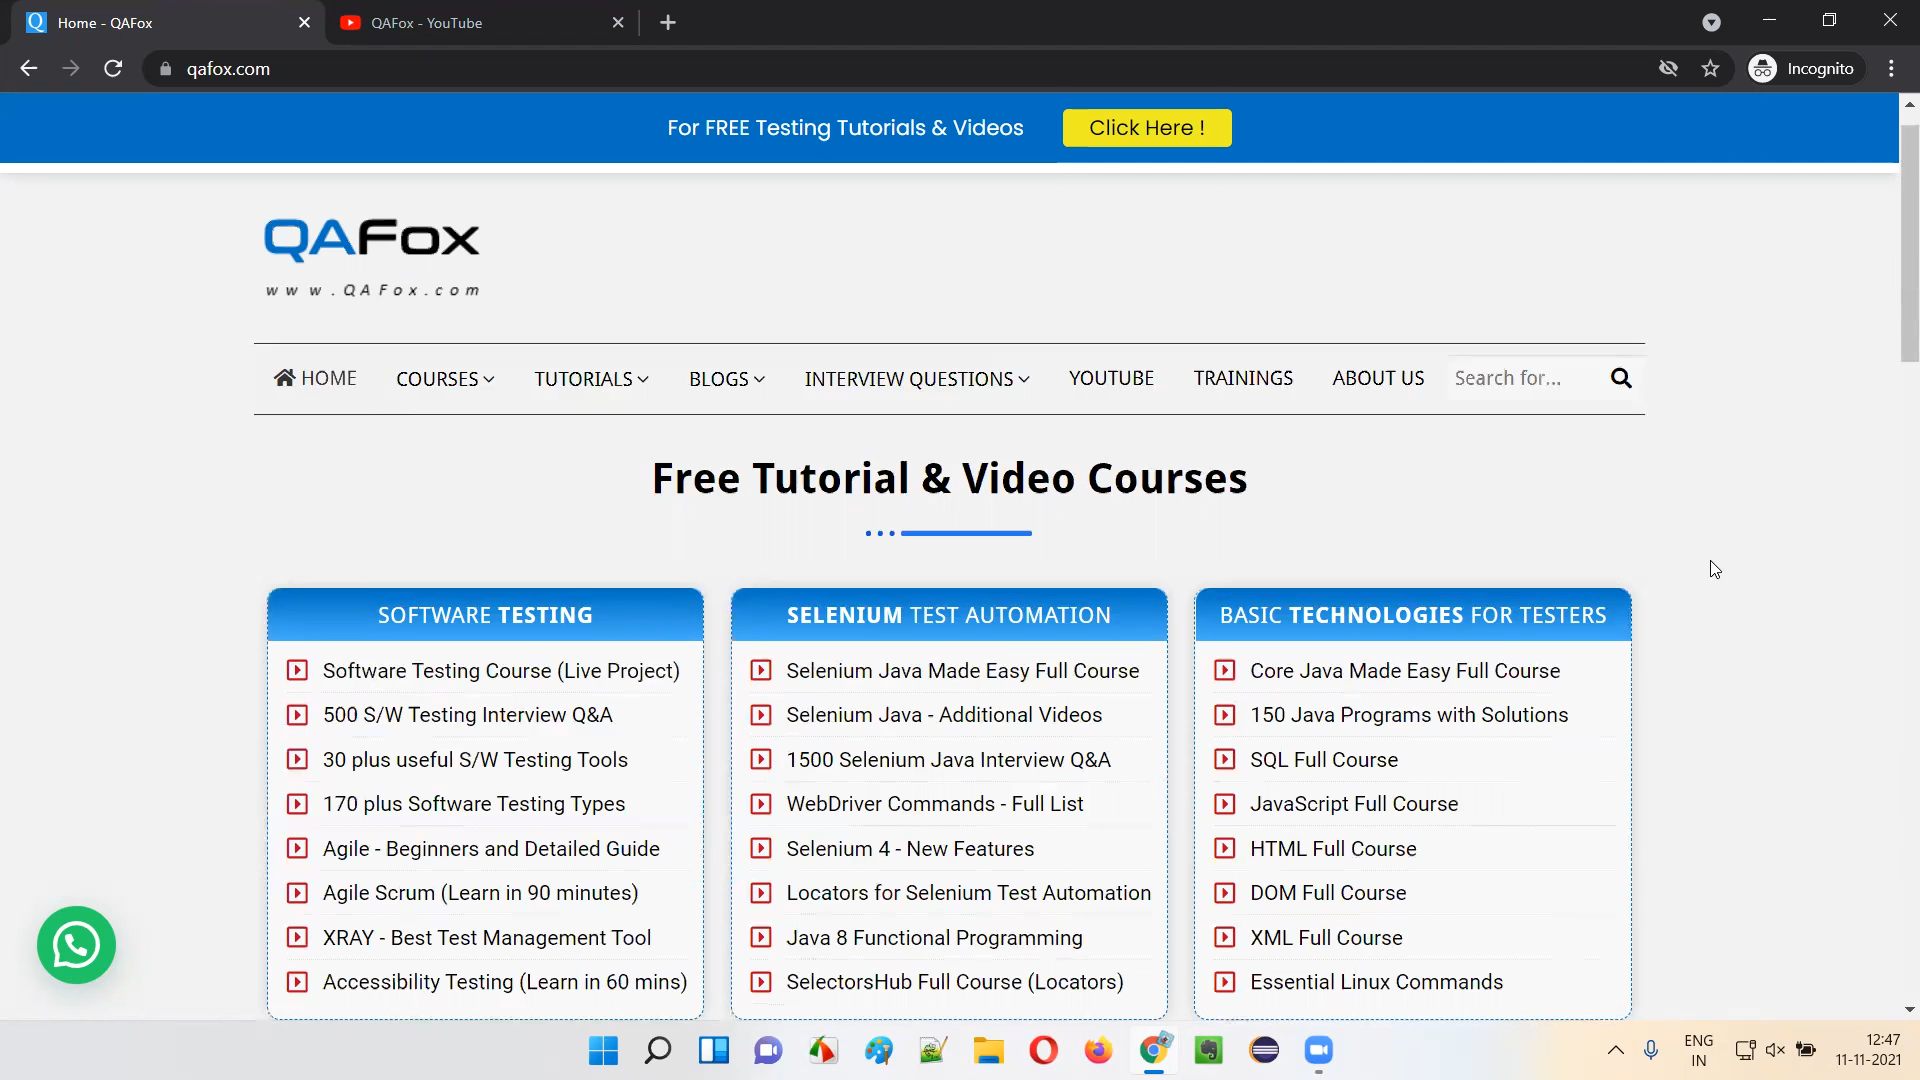 Home - QAFox
QAFox - YouTube
qafox.com
Incognito
For FREE Testing Tutorials & Videos
Click Here !
QAFox
www.QAFox.com
HOME
COURSES
TUTORIALS
BLOGS
INTERVIEW QUESTIONS
YOUTUBE
TRAININGS
ABOUT US
Search for...
Free Tutorial & Video Courses
SOFTWARE TESTING
Software Testing Course (Live Project)
500 S/W Testing Interview Q&A
30 plus useful S/W Testing Tools
170 plus Software Testing Types
Agile - Beginners and Detailed Guide
Agile Scrum (Learn in 90 minutes)
XRAY - Best Test Management Tool
Accessibility Testing (Learn in 60 mins)
SELENIUM TEST AUTOMATION
Selenium Java Made Easy Full Course
Selenium Java - Additional Videos
1500 Selenium Java Interview Q&A
WebDriver Commands - Full List
Selenium 4 - New Features
Locators for Selenium Test Automation
Java 8 Functional Programming
SelectorsHub Full Course (Locators)
BASIC TECHNOLOGIES FOR TESTERS
Core Java Made Easy Full Course
150 Java Programs with Solutions
SQL Full Course
JavaScript Full Course
HTML Full Course
DOM Full Course
XML Full Course
Essential Linux Commands
ENG
IN
12:47
11-11-2021